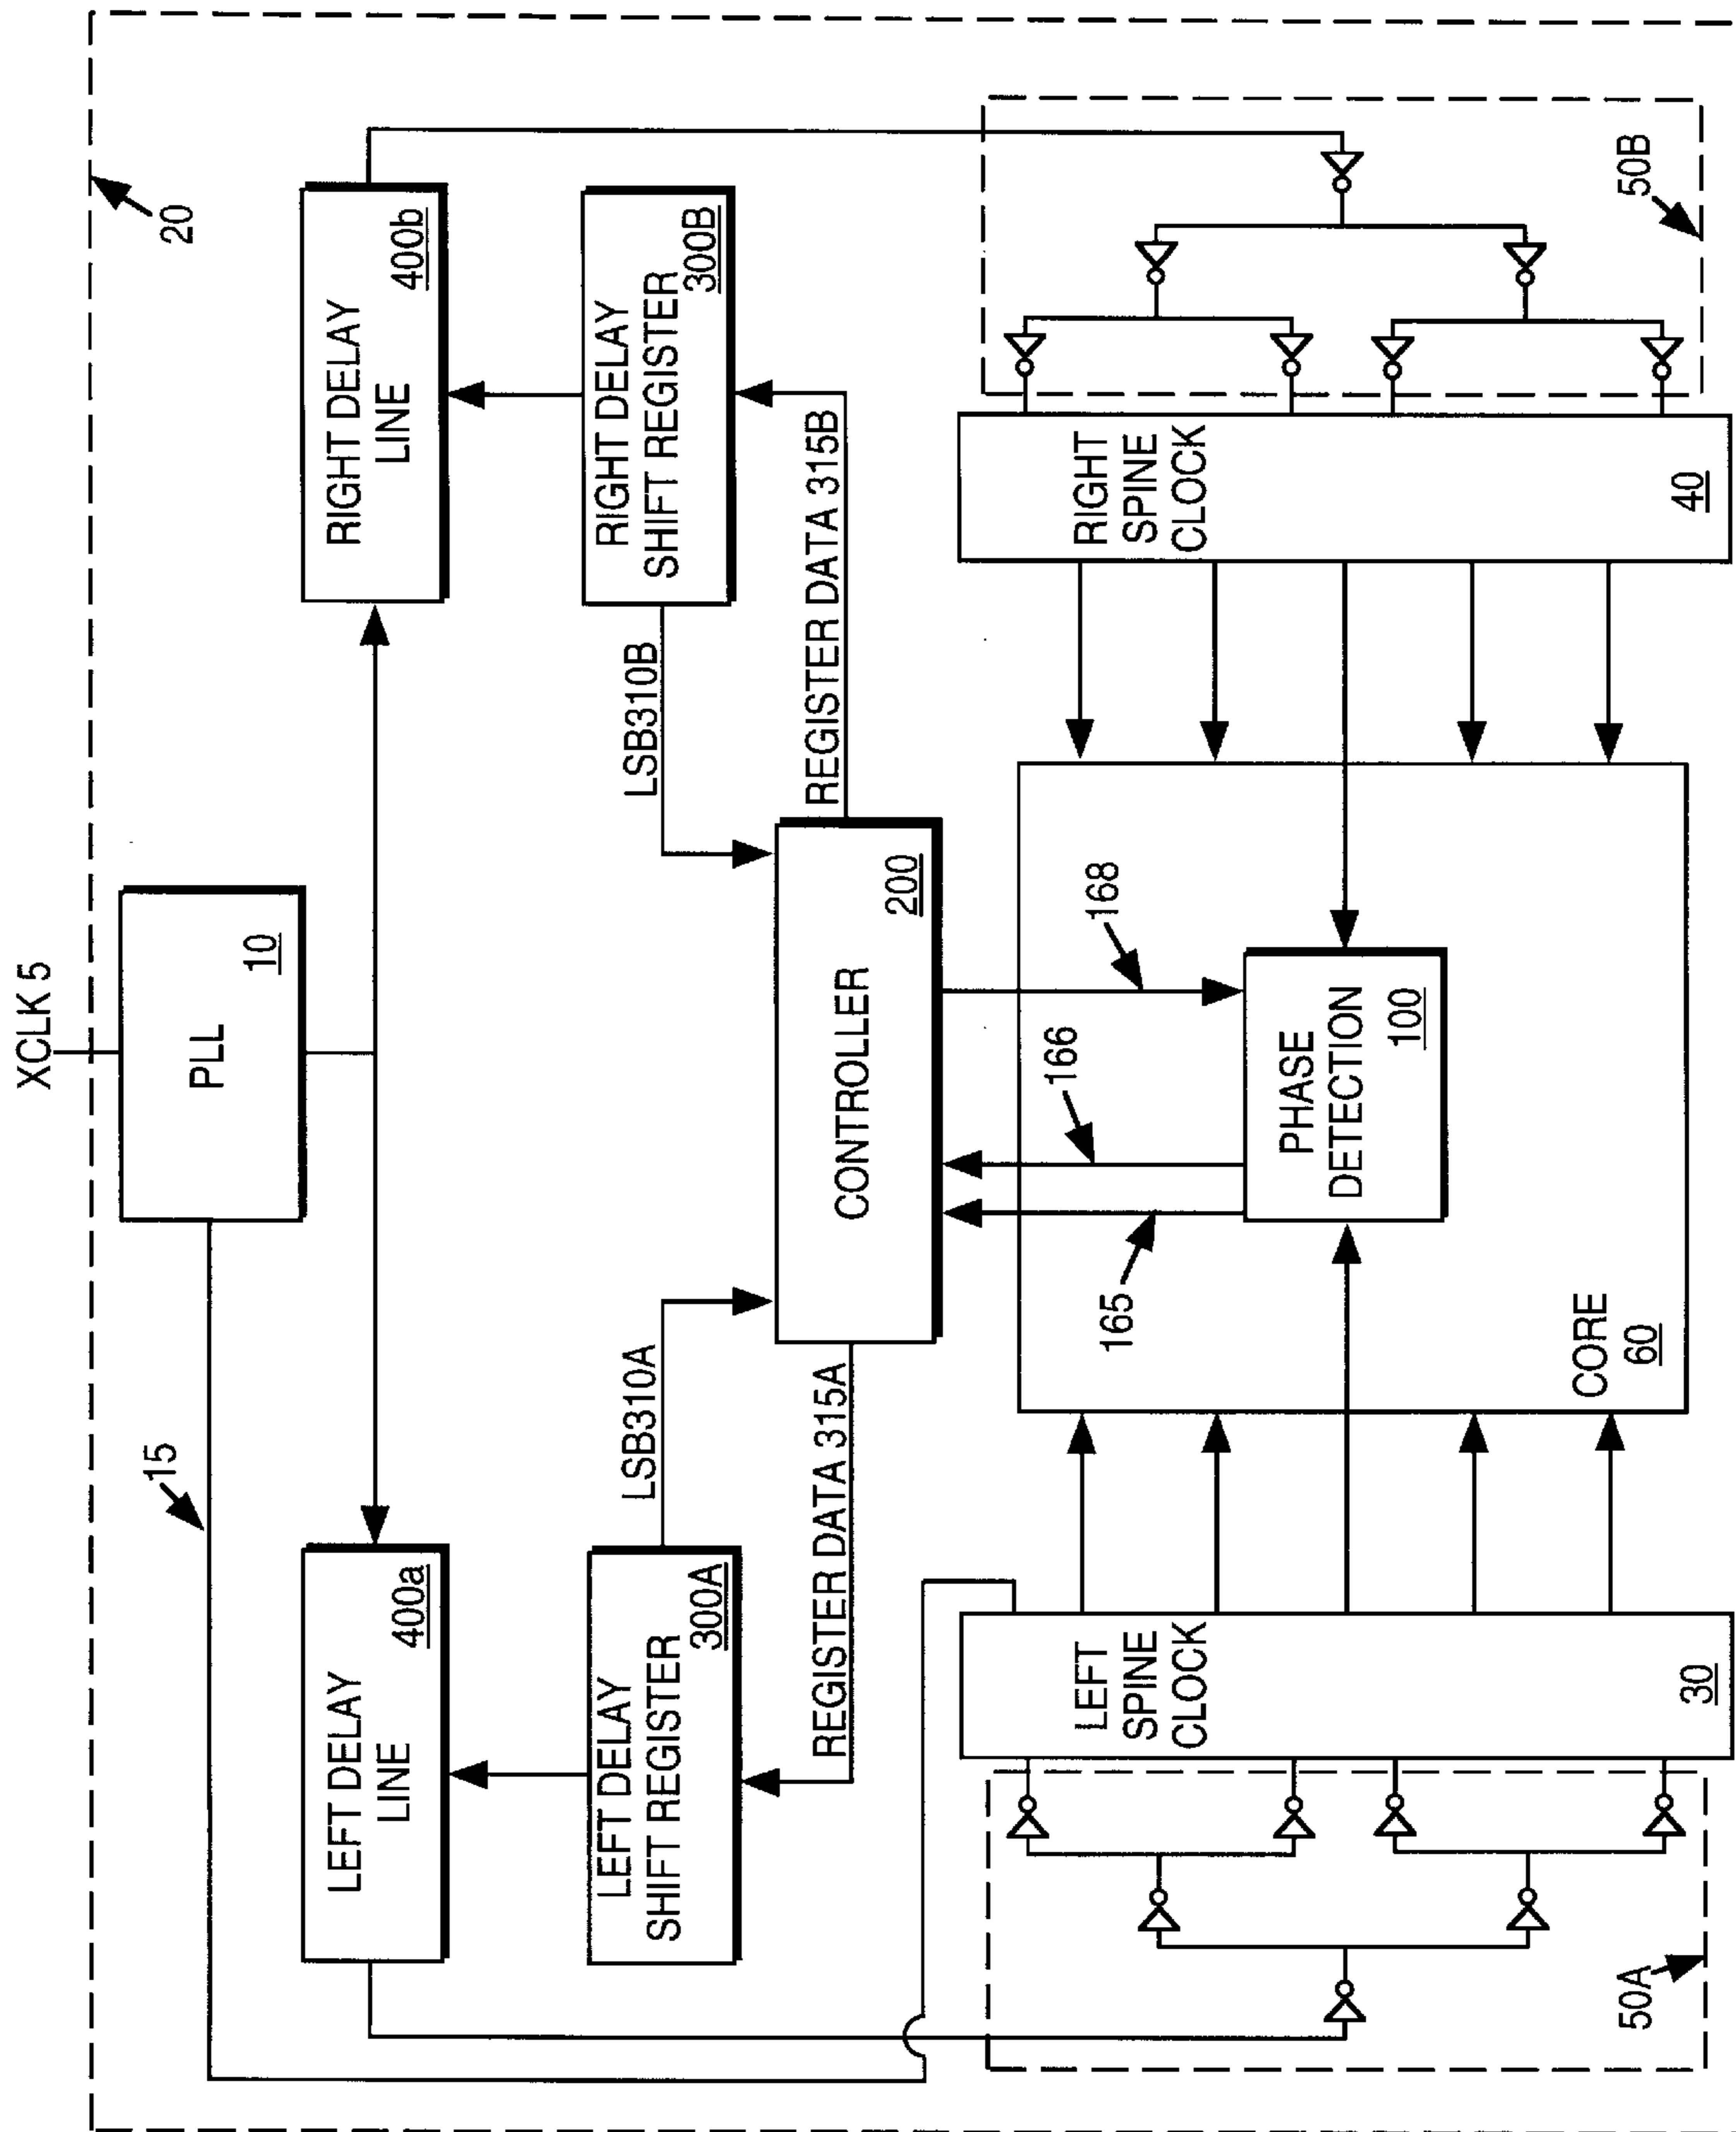 XCLK 5
20
PLL
10
15
LEFT DELAY
LINE
400a
RIGHT DELAY
LINE
400b
LEFT DELAY
SHIFT REGISTER
300A
RIGHT DELAY
SHIFT REGISTER
300B
LSB310A
LSB310B
REGISTER DATA 315A
REGISTER DATA 315B
CONTROLLER
200
165
166
168
PHASE
DETECTION
100
CORE
60
LEFT
SPINE
CLOCK
30
RIGHT
SPINE
CLOCK
40
50A
50B